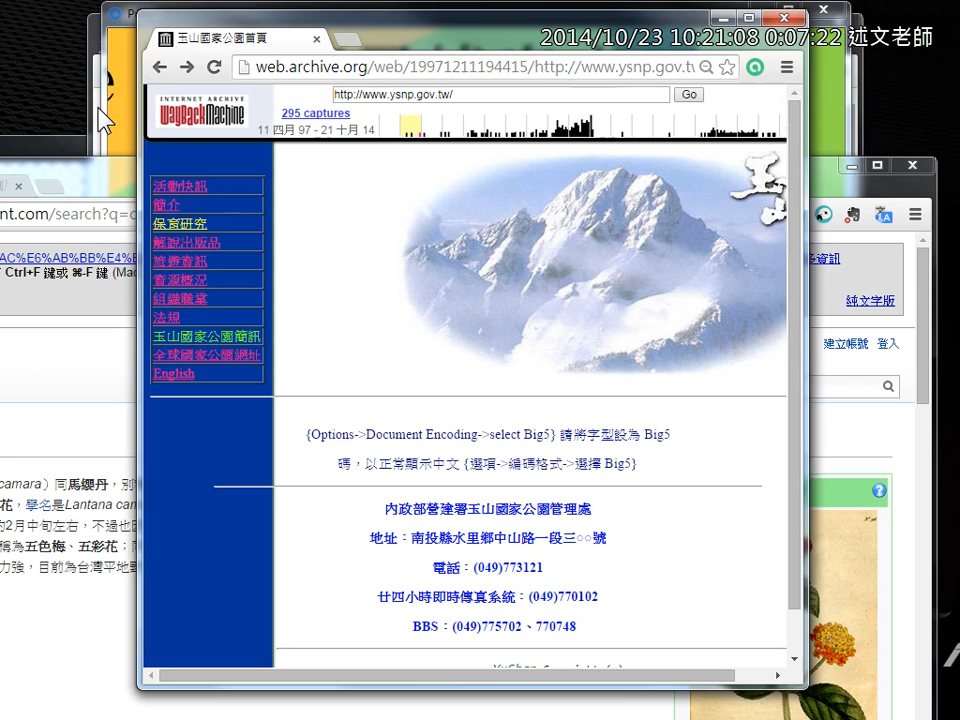 2014/10/23 10:21:08 0:07:22 述文老師
玉山國家公園首頁
web.archive.org/web/19971211194415/http://www.ysnp.gov.tv
INTERNET ARCHIVE
WayBackMachine
http://www.ysnp.gov.tw/
Go
295 captures
11 四月 97 - 21 十月 14
玉
山
活動快訊
簡介
保育研究
解說出版品
旅遊資訊
資源概況
組織職掌
法規
玉山國家公園簡訊
全球國家公園網址
English
{Options->Document Encoding->select Big5} 請將字型設為 Big5
碼，以正常顯示中文 {選項->編碼格式->選擇 Big5}
內政部營建署玉山國家公園管理處
地址：南投縣水里鄉中山路一段三○○號
電話：(049)773121
廿四小時即時傳真系統：(049)770102
BBS：(049)775702、770748
nt.com/search?q=c
AC%E6%AB%BB%E4%B
Ctrl+F 鍵或 ⌘-F 鍵 (Mac
資訊
純文字版
建立帳號 登入
camara）同馬纓丹，別
花，學名是Lantana cam
的2月中旬左右，不過也
稱為五色梅、五彩花；
力強，目前為台灣平地